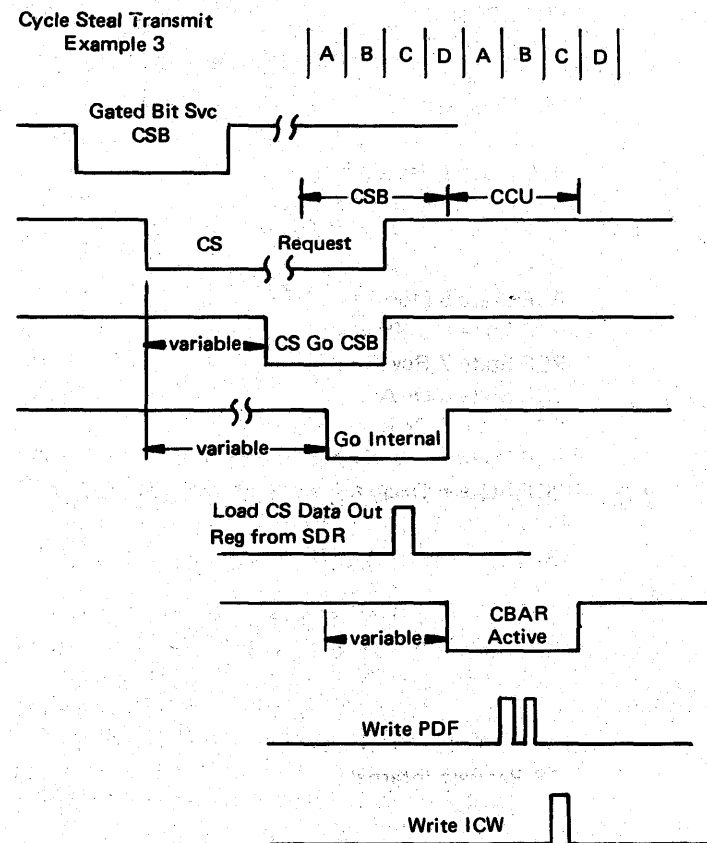 Cycle Steal Transmit
Example 3
A B C D A B C D
Gated Bit Svc
CSB
CSB CCU
CS Request
variable CS Go CSB
variable Go Internal
Load CS Data Out
Reg from SDR
CBAR
Active
variable
Write PDF
Write ICW